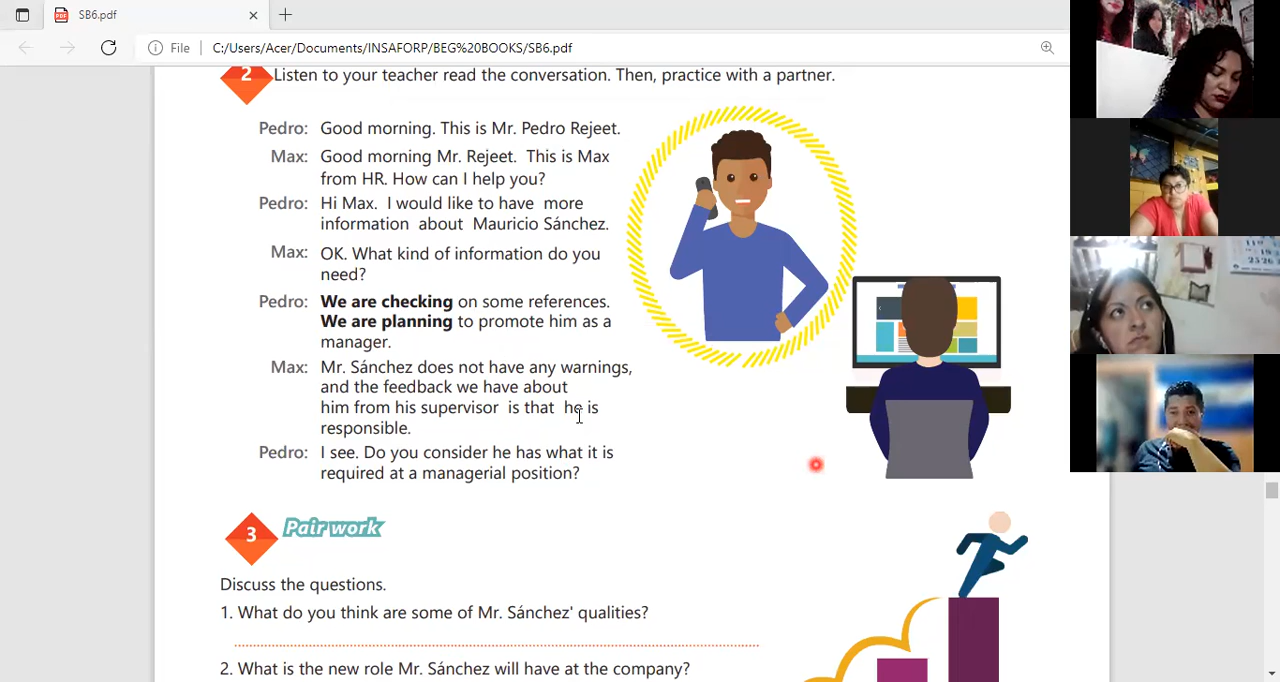 SB6.pdf
File
C:/Users/Acer/Documents/INSAFORP/BEG%20BOOKS/SB6.pdf
2 Listen to your teacher read the conversation. Then, practice with a partner.
Pedro: Good morning. This is Mr. Pedro Rejeet.
Max: Good morning Mr. Rejeet. This is Max
from HR. How can I help you?
Pedro: Hi Max. I would like to have more
information about Mauricio Sánchez.
Max: OK. What kind of information do you
need?
Pedro: We are checking on some references.
We are planning to promote him as a
manager.
Max: Mr. Sánchez does not have any warnings,
and the feedback we have about
him from his supervisor is that he is
responsible.
Pedro: I see. Do you consider he has what it is
required at a managerial position?
3 Pair work
Discuss the questions.
1. What do you think are some of Mr. Sánchez' qualities?
2. What is the new role Mr. Sánchez will have at the company?